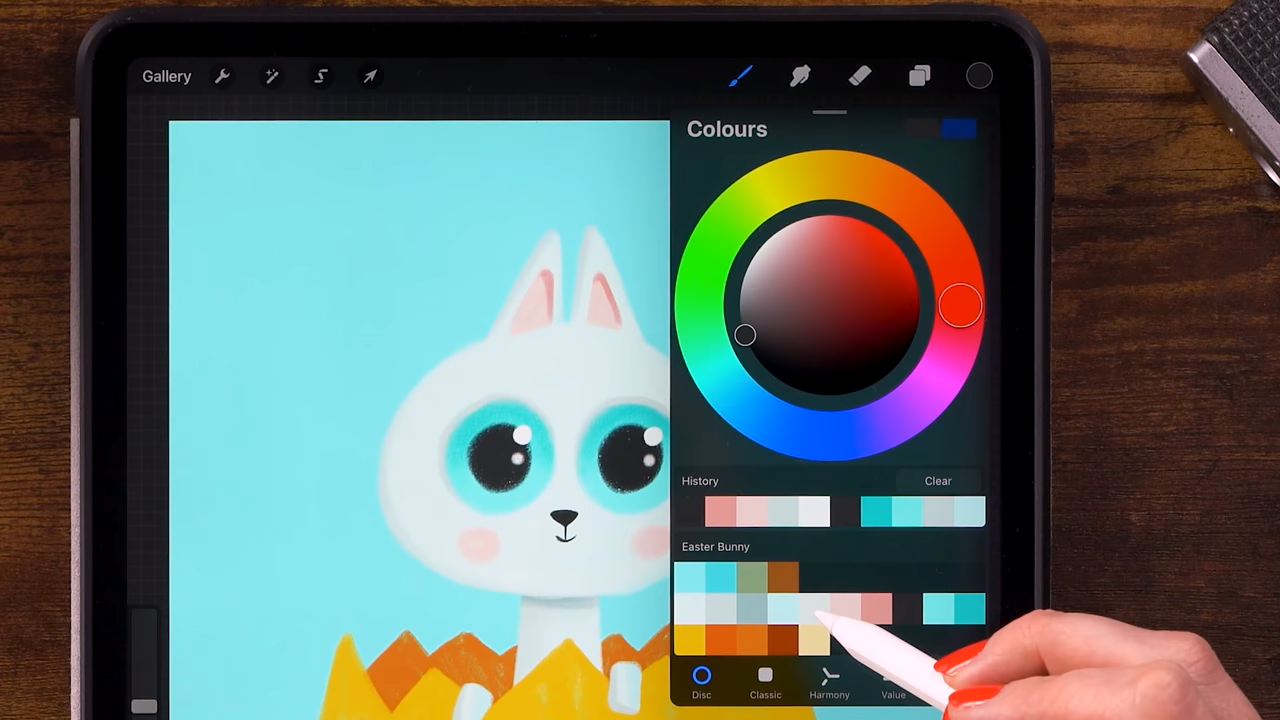 Gallery
Colours
History
Clear
Easter Bunny
Disc
Classic
Harmony
Value